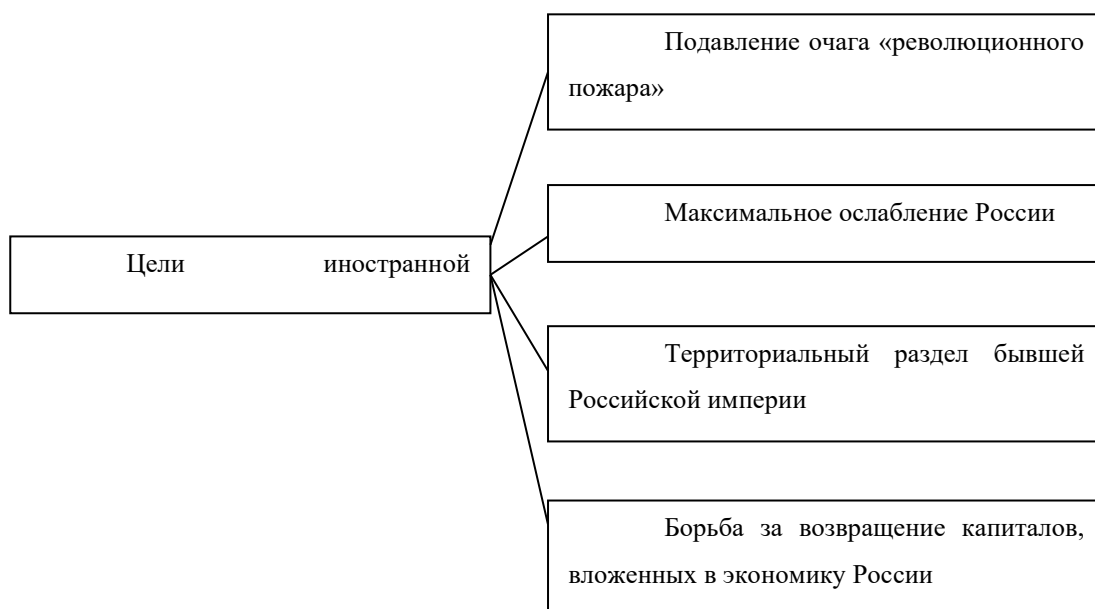 Подавление очага «революционного
пожара»
Максимальное ослабление России
Цели иностранной
Территориальный раздел бывшей
Российской империи
Борьба за возвращение капиталов,
вложенных в экономику России